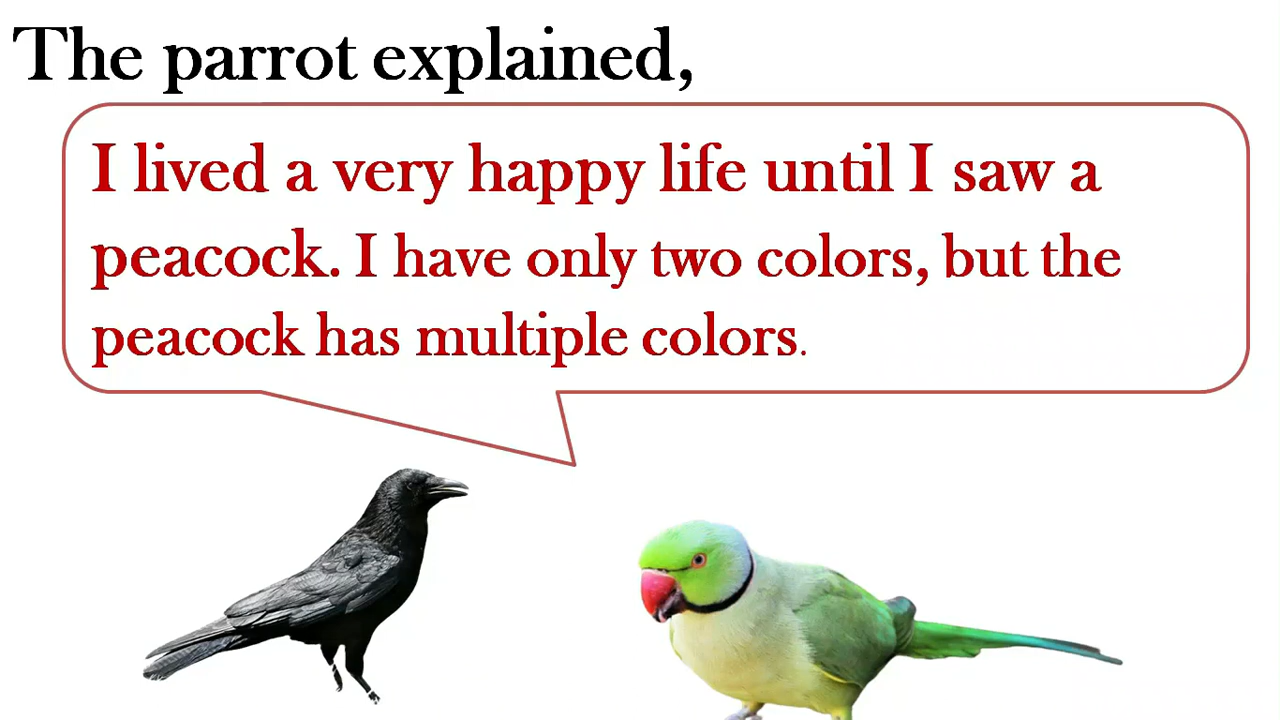 The parrot explained,
I lived a very happy life until I saw a
peacock. I have only two colors, but the
peacock has multiple colors.